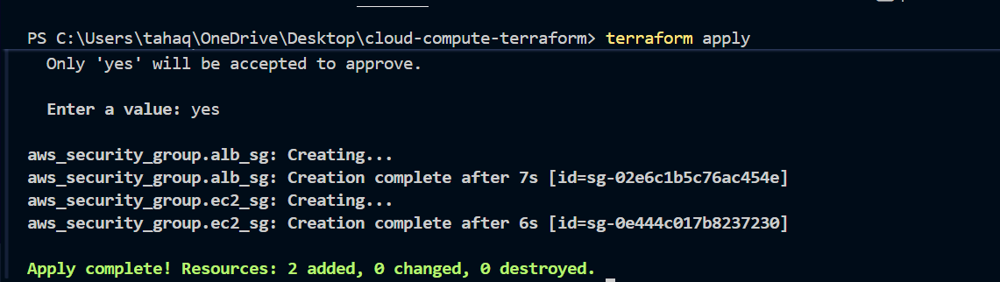 PS C:\Users\tahaq\OneDrive\Desktop\cloud-compute-terraform> terraform apply
Only 'yes' will be accepted to approve.
Enter a value: yes
aws_security_group.alb_sg: Creating...
aws_security_group.alb_sg: Creation complete after 7s [id=sg-02e6c1b5c76ac454e]
aws_security_group.ec2_sg: Creating...
aws_security_group.ec2_sg: Creation complete after 6s [id=sg-0e444c017b8237230]
Apply complete! Resources: 2 added, 0 changed, 0 destroyed.